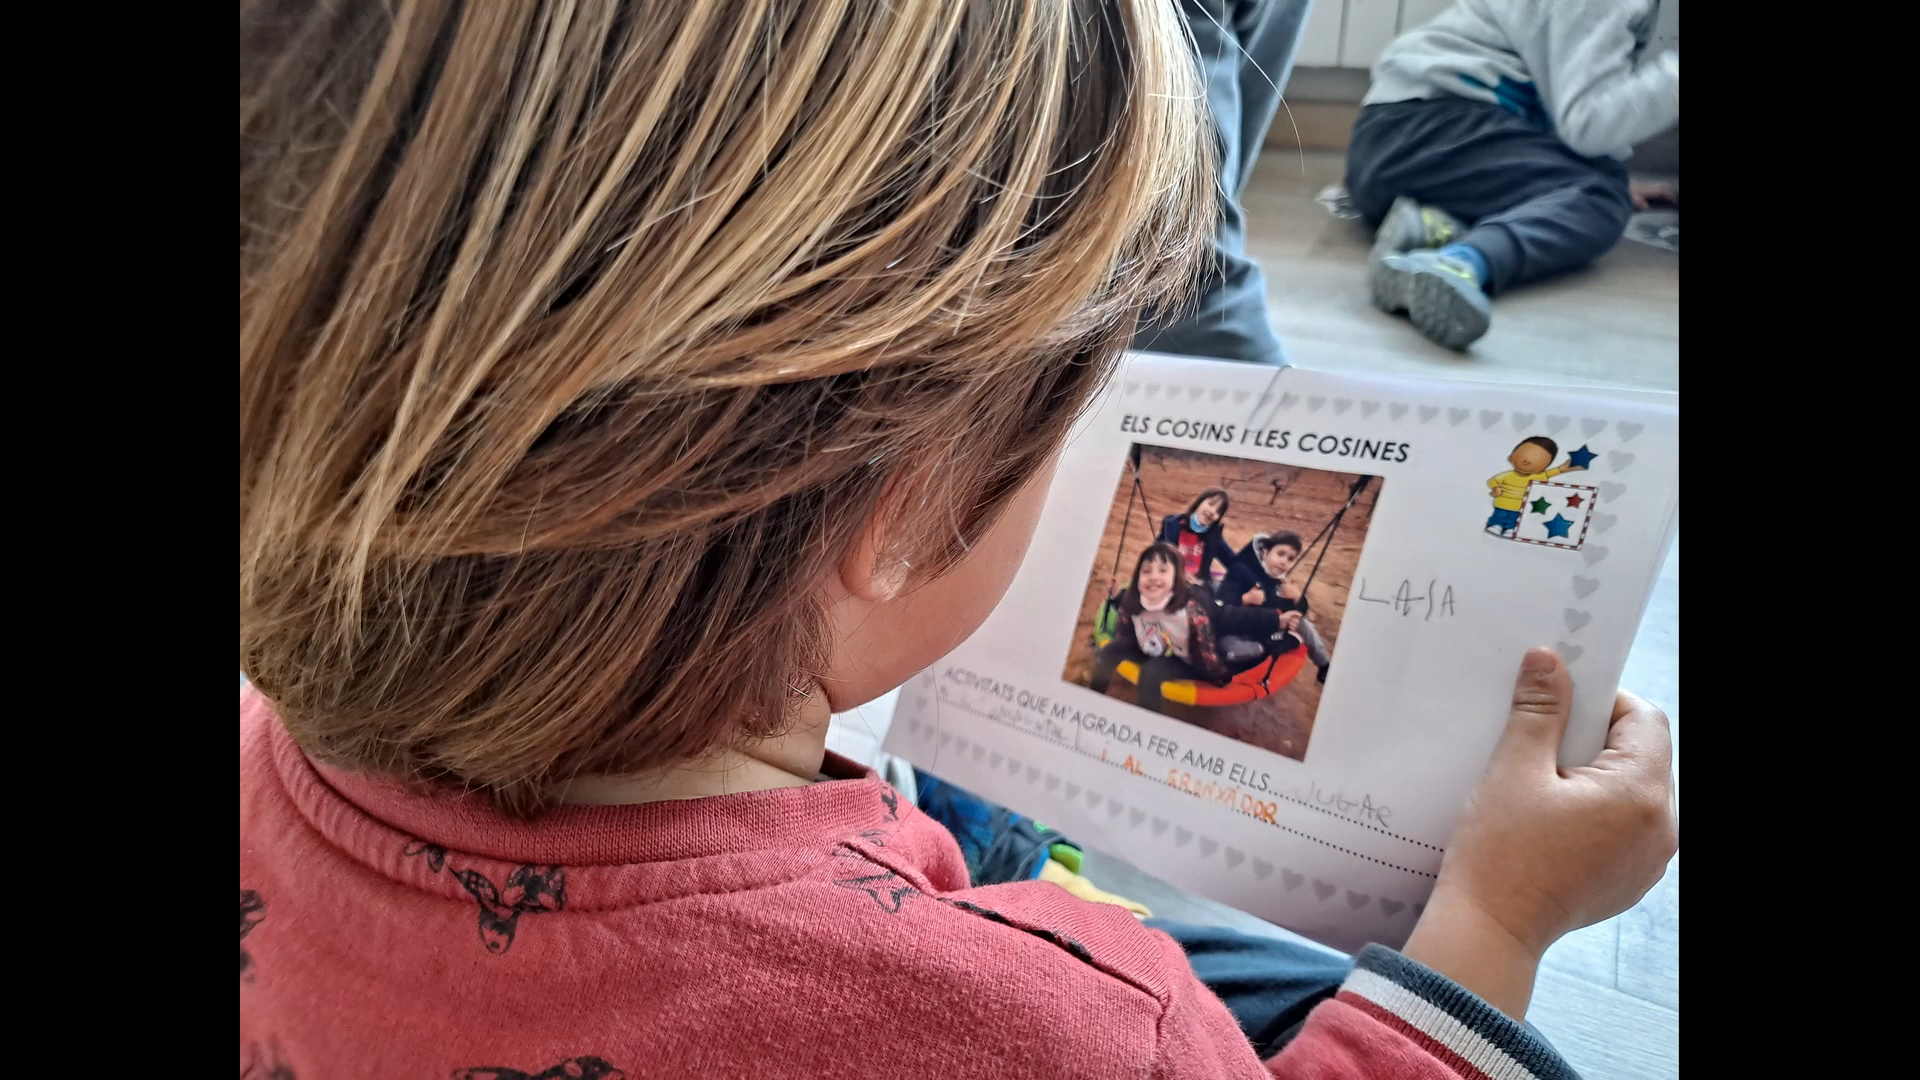 ELS COSINS I LES COSINES
LASA
ACTIVITATS QUE M'AGRADA FER AMB ELLS... JUGAR
I AL GRONXADOR